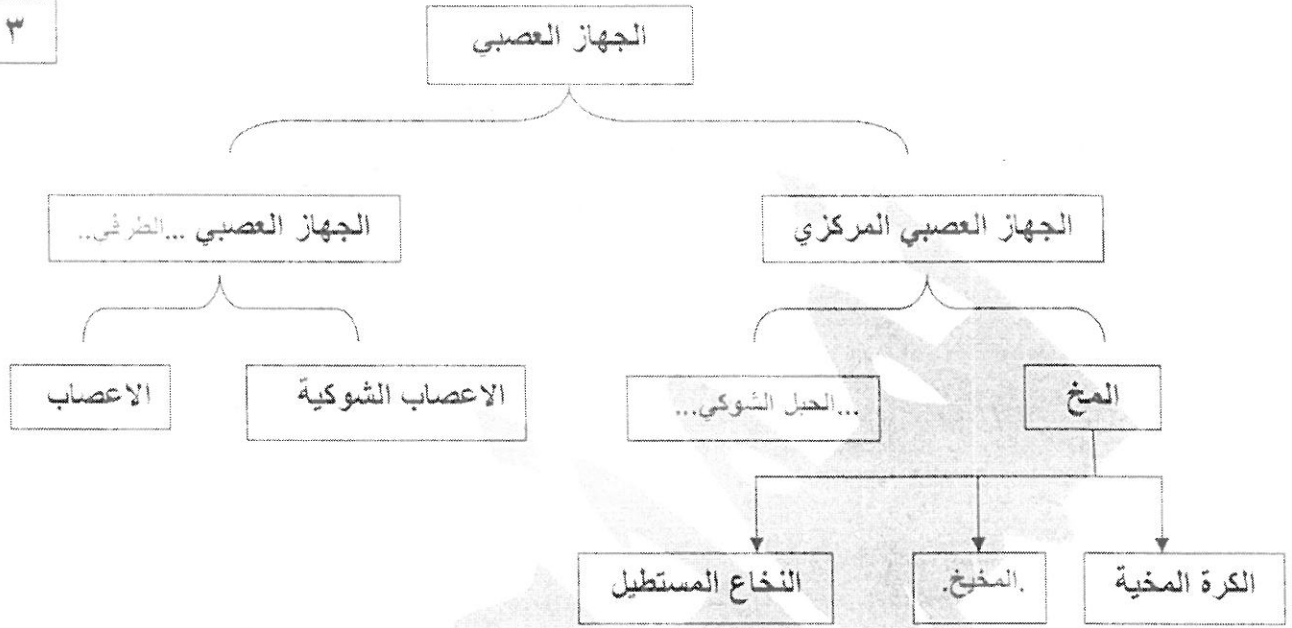 ٣
الجهاز العصبي
الجهاز العصبي المركزي
الجهاز العصبي ...الطرفي..
المخ
...الحبل الشوكي...
الاعصاب الشوكية
الاعصاب
الكرة المخية
.المخيخ.
النخاع المستطيل